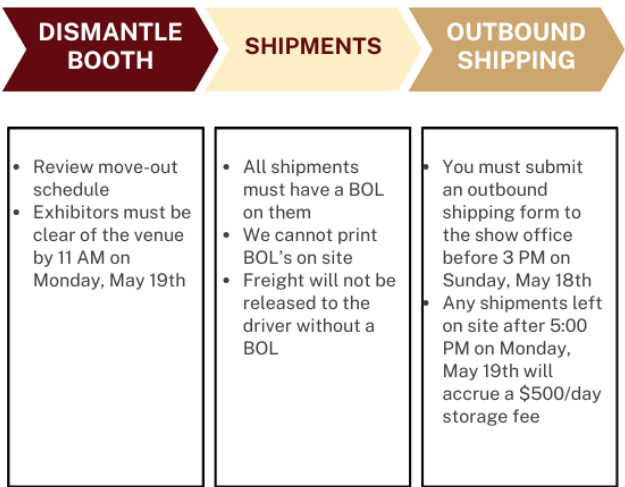 DISMANTLE
BOOTH
SHIPMENTS
OUTBOUND
SHIPPING
• Review move-out
schedule
• Exhibitors must be
clear of the venue
by 11 AM on
Monday, May 19th
• All shipments
must have a BOL
on them
• We cannot print
BOL's on site
• Freight will not be
released to the
driver without a
BOL
• You must submit
an outbound
shipping form to
the show office
before 3 PM on
Sunday, May 18th
• Any shipments left
on site after 5:00
PM on Monday,
May 19th will
accrue a $500/day
storage fee